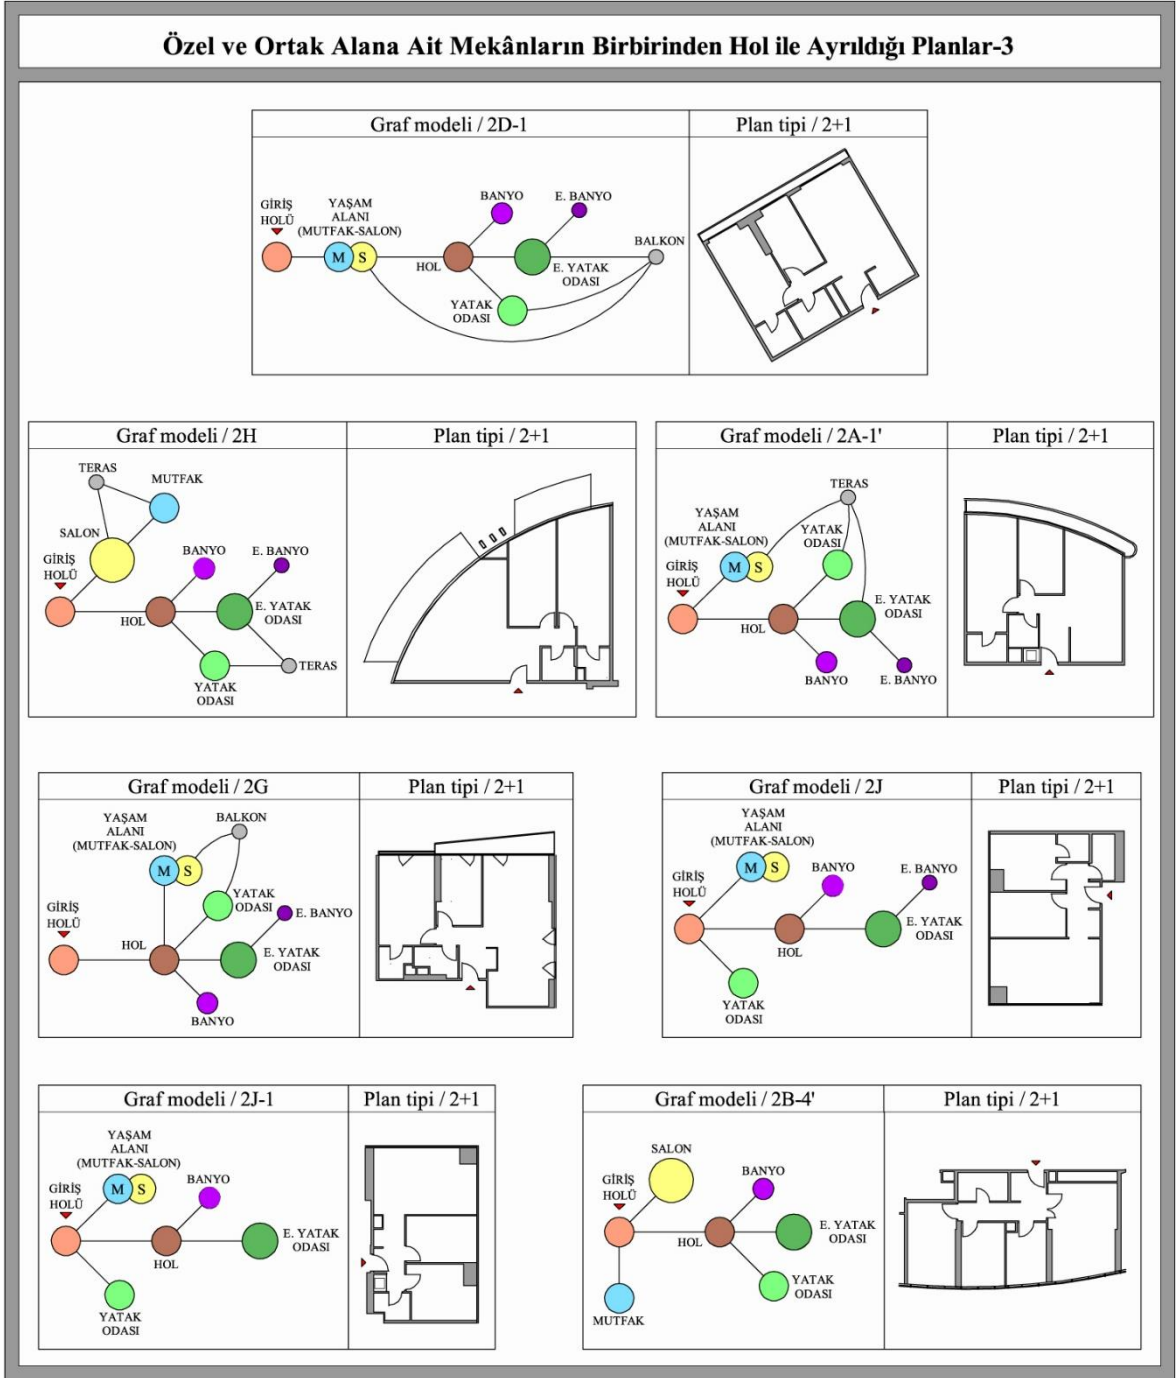 Özel ve Ortak Alana Ait Mekânların Birbirinden Hol ile Ayrıldığı Planlar-3
Graf modeli / 2D-1
Plan tipi / 2+1
GİRİŞ
HOLÜ
YAŞAM
ALANI
(MUTFAK-SALON)
M S
BANYO
E. BANYO
HOL
E. YATAK
ODASI
BALKON
YATAK
ODASI
Graf modeli / 2H
Plan tipi / 2+1
TERAS
MUTFAK
SALON
GİRİŞ
HOLÜ
BANYO
E. BANYO
HOL
E. YATAK
ODASI
YATAK
ODASI
TERAS
Graf modeli / 2A-1'
Plan tipi / 2+1
TERAS
YAŞAM
ALANI
(MUTFAK-SALON)
M S
YATAK
ODASI
GİRİŞ
HOLÜ
HOL
E. YATAK
ODASI
BANYO
E. BANYO
Graf modeli / 2G
Plan tipi / 2+1
YAŞAM
ALANI
(MUTFAK-SALON)
M S
BALKON
YATAK
ODASI
GİRİŞ
HOLÜ
E. BANYO
HOL
E. YATAK
ODASI
BANYO
Graf modeli / 2J
Plan tipi / 2+1
YAŞAM
ALANI
(MUTFAK-SALON)
M S
GİRİŞ
HOLÜ
BANYO
E. BANYO
HOL
E. YATAK
ODASI
YATAK
ODASI
Graf modeli / 2J-1
Plan tipi / 2+1
YAŞAM
ALANI
(MUTFAK-SALON)
M S
GİRİŞ
HOLÜ
BANYO
HOL
E. YATAK
ODASI
YATAK
ODASI
Graf modeli / 2B-4'
Plan tipi / 2+1
SALON
GİRİŞ
HOLÜ
BANYO
HOL
E. YATAK
ODASI
YATAK
ODASI
MUTFAK